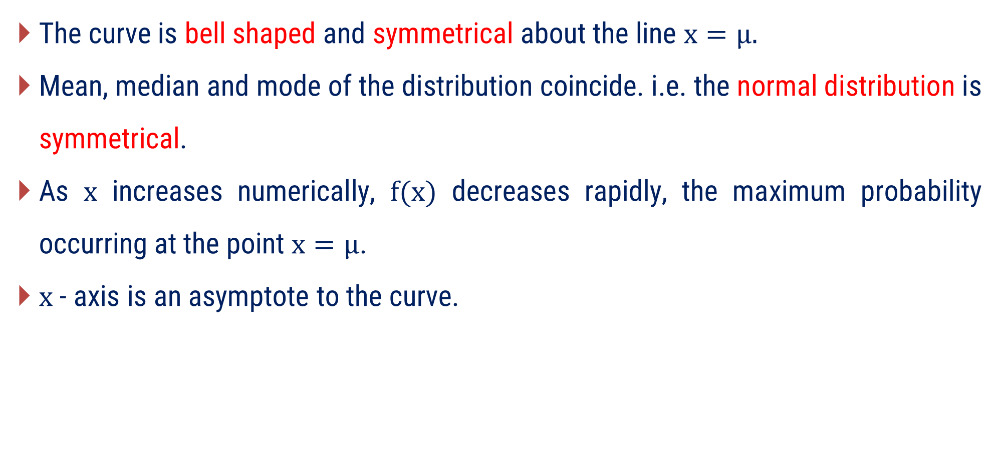 The curve is bell shaped and symmetrical about the line x = μ.
Mean, median and mode of the distribution coincide. i.e. the normal distribution is
symmetrical.
As x increases numerically, f(x) decreases rapidly, the maximum probability
occurring at the point x = μ.
x - axis is an asymptote to the curve.